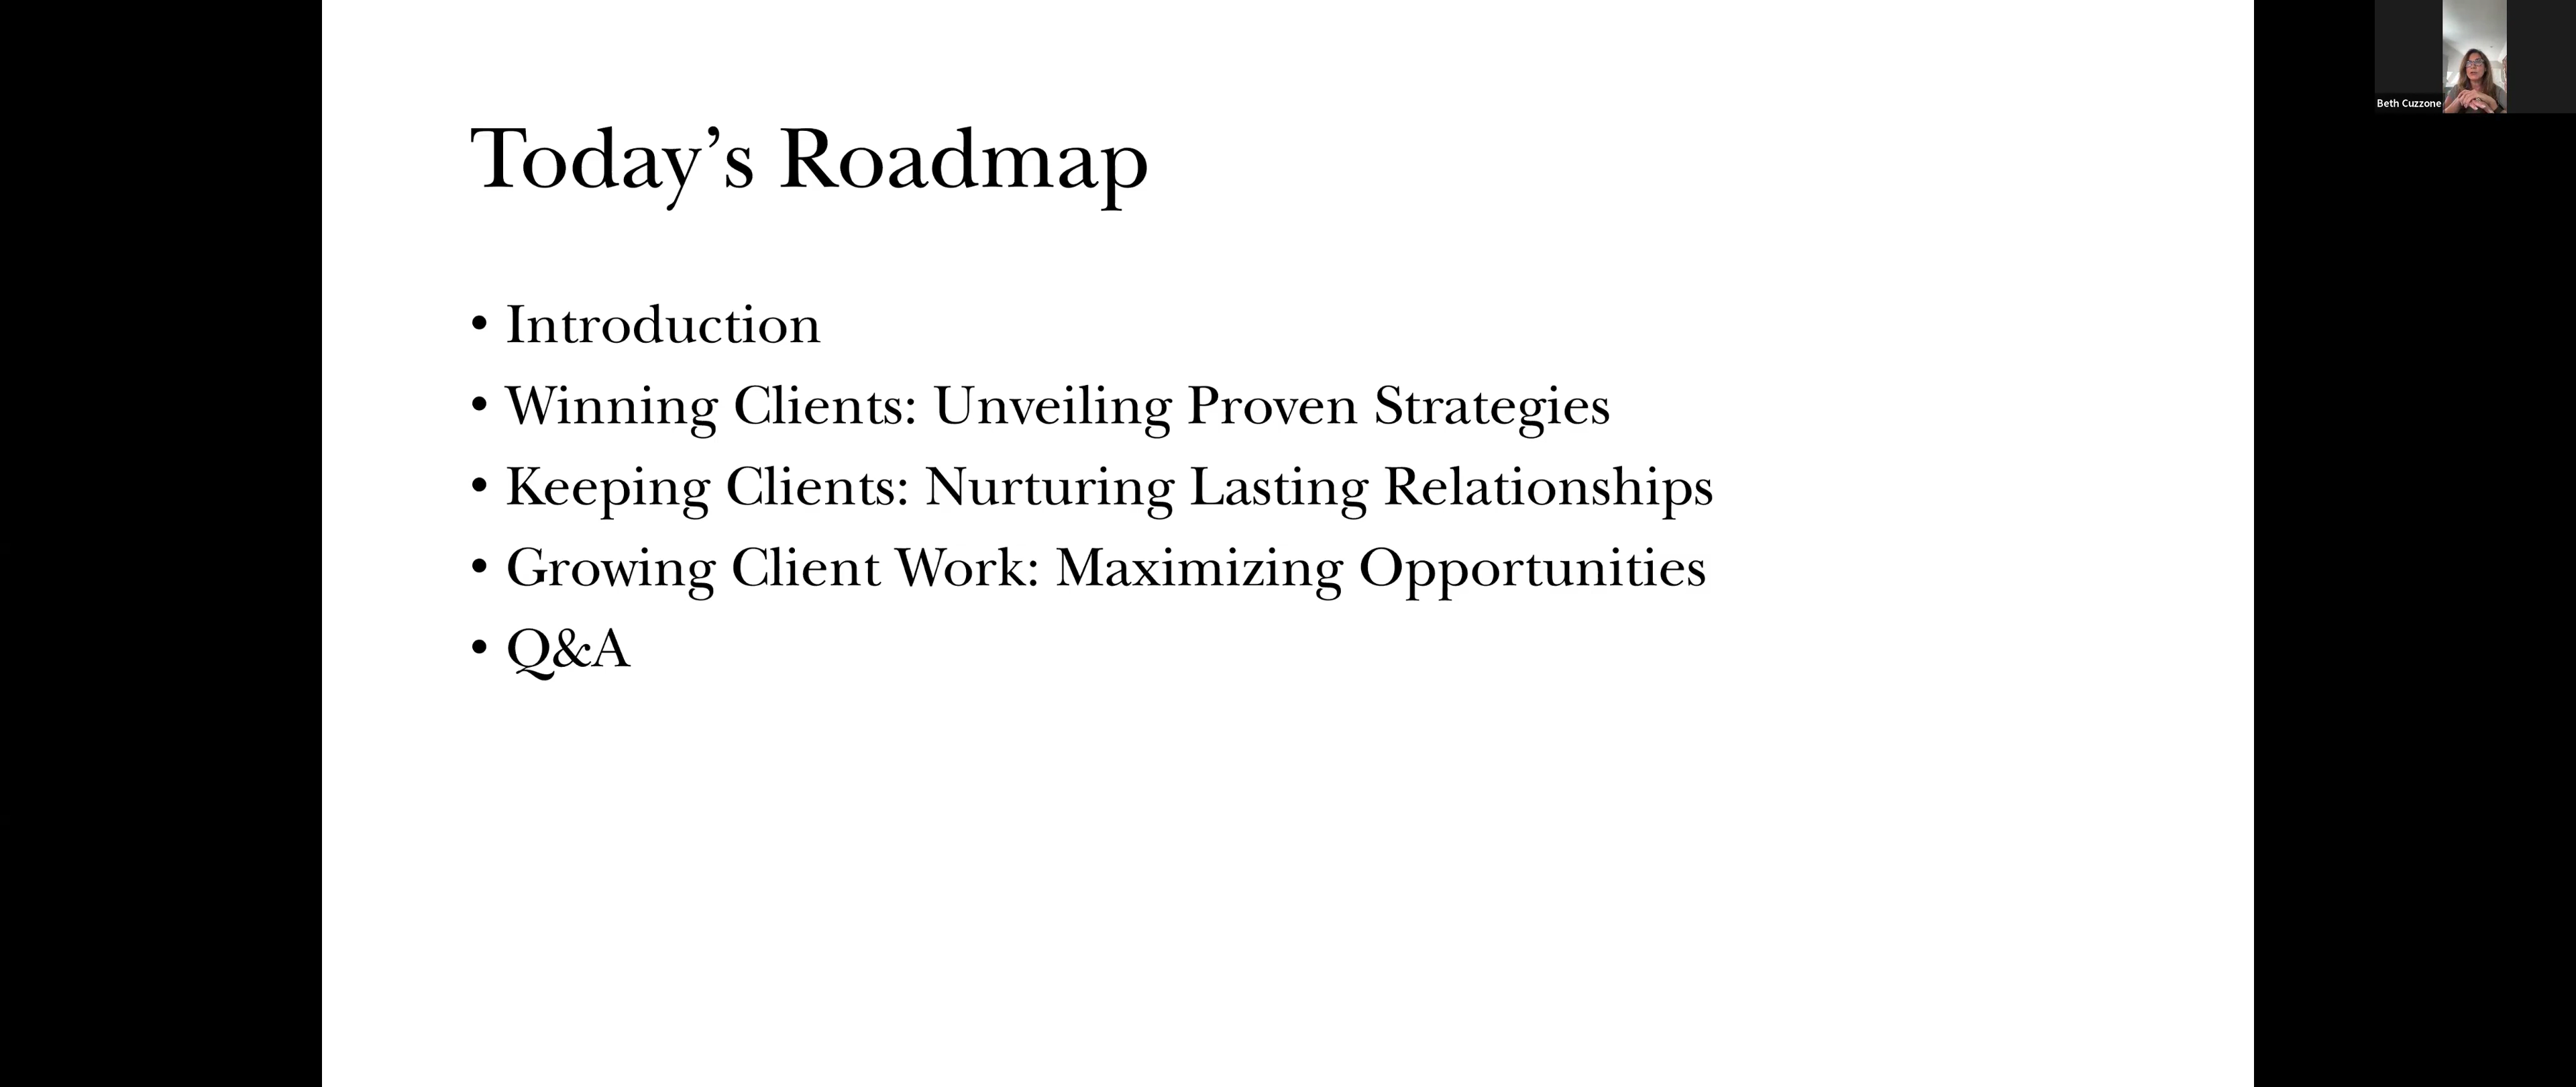 Today’s Roadmap
• Introduction
• Winning Clients: Unveiling Proven Strategies
• Keeping Clients: Nurturing Lasting Relationships
• Growing Client Work: Maximizing Opportunities
• Q&A
Beth Cuzzone